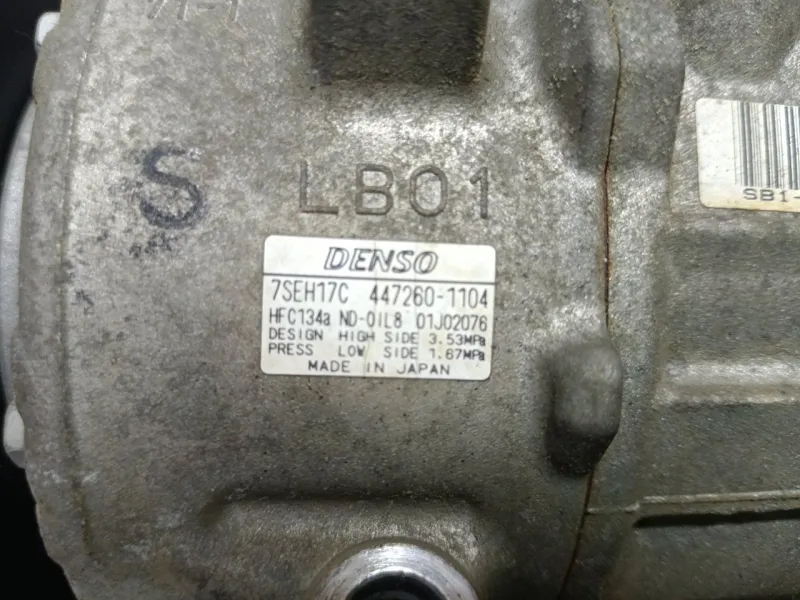 S LB01
DENSO
7SEH17C 447260-1104
HFC134a ND-OIL8 01J02076
DESIGN HIGH SIDE 3.53MPa
PRESS LOW SIDE 1.67MPa
MADE IN JAPAN
SB1-